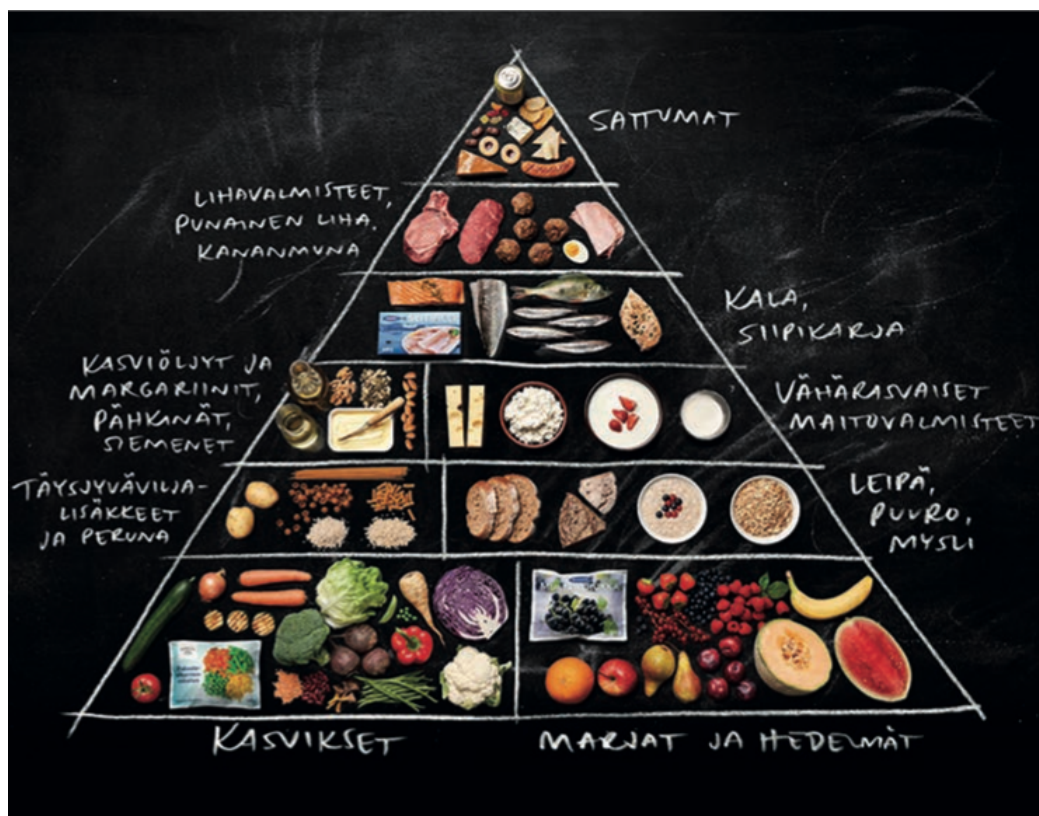 SATTUMAT
LIHAVALMISTEET,
PUNAINEN LIHA,
KANANMUNA
KALA,
SIIPIKARJA
KASVIÖLJYT JA
MARGARIINIT,
PÄHKINÄT,
SIEMENET
VÄHÄRASVAISET
MAITOVALMISTEET
TÄYSJYVÄVILJA-
LISÄKKEET
JA PERUNA
LEIPÄ,
PUURO,
MYSLI
KASVIKSET
MARJAT JA HEDELMÄT